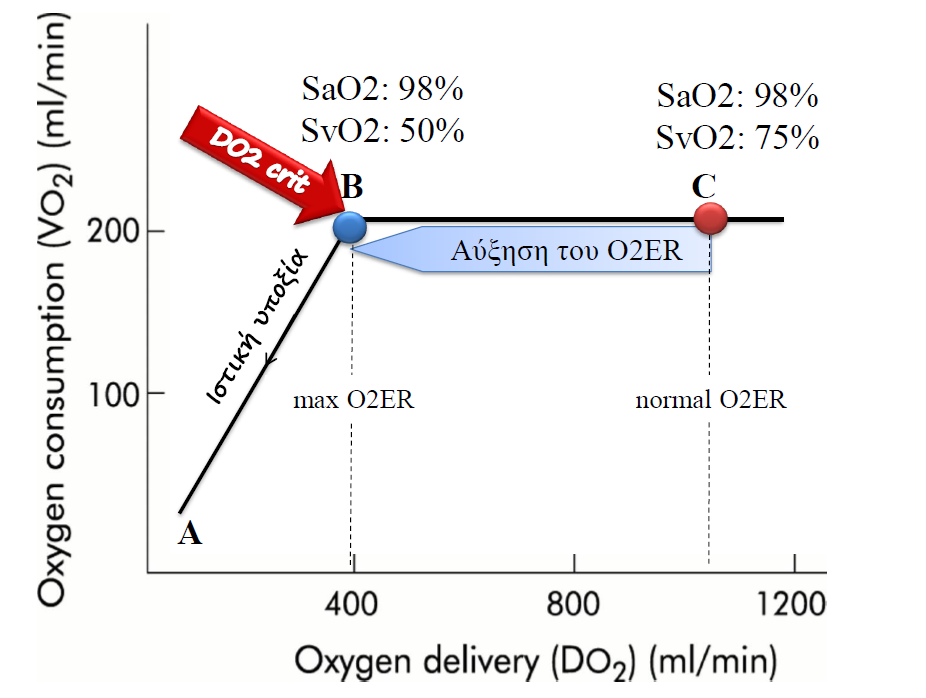 SaO2: 98%
SvO2: 50%
SaO2: 98%
SvO2: 75%
DO2 crit
B
C
Oxygen consumption (VO₂) (ml/min)
200
Αύξηση του O2ER
Ιστική υποξία
100
max O2ER
normal O2ER
A
400
800
1200
Oxygen delivery (DO₂) (ml/min)